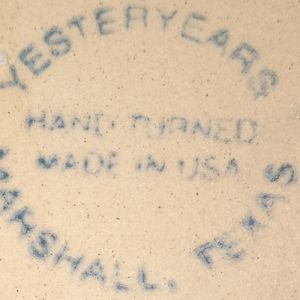 YESTERYEARS
HAND TURNED
MADE IN USA
MARSHALL, TEXAS